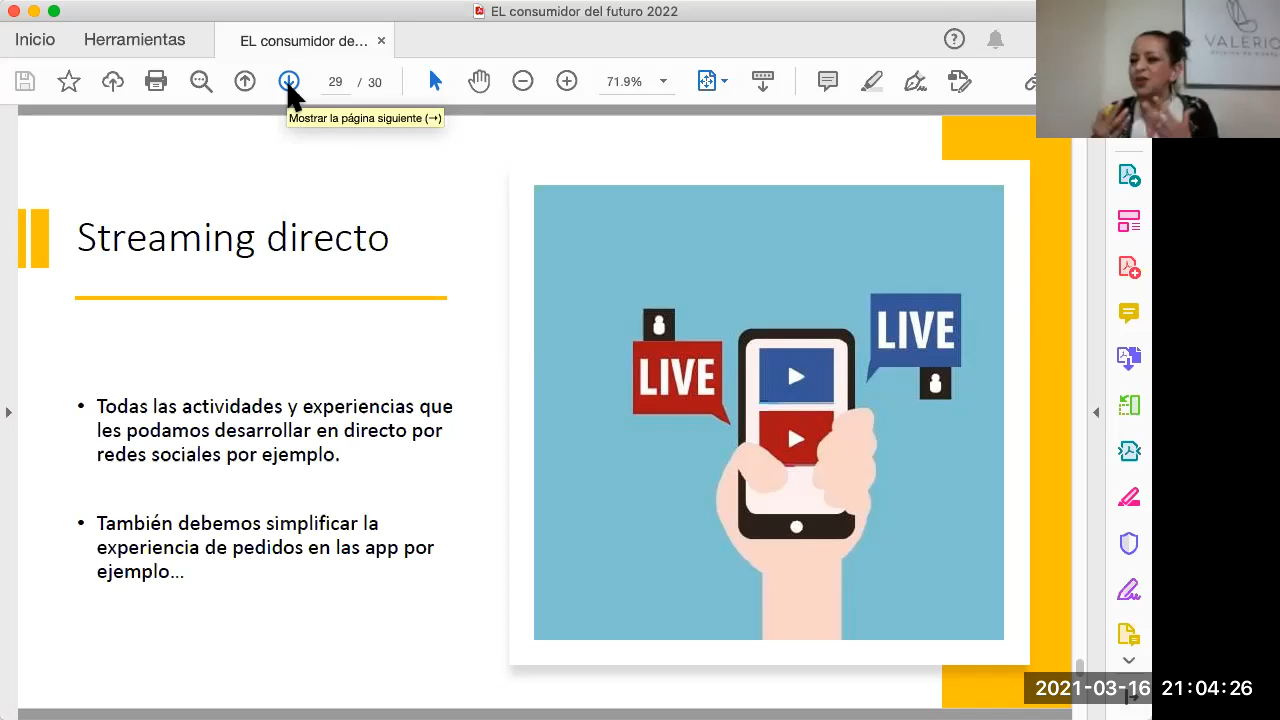 EL consumidor del futuro 2022
Inicio
Herramientas
EL consumidor de...
29 / 30
71.9%
Mostrar la página siguiente (→)
VALERIO
Streaming directo
• Todas las actividades y experiencias que
les podamos desarrollar en directo por
redes sociales por ejemplo.
• También debemos simplificar la
experiencia de pedidos en las app por
ejemplo...
LIVE
LIVE
2021-03-16 21:04:26